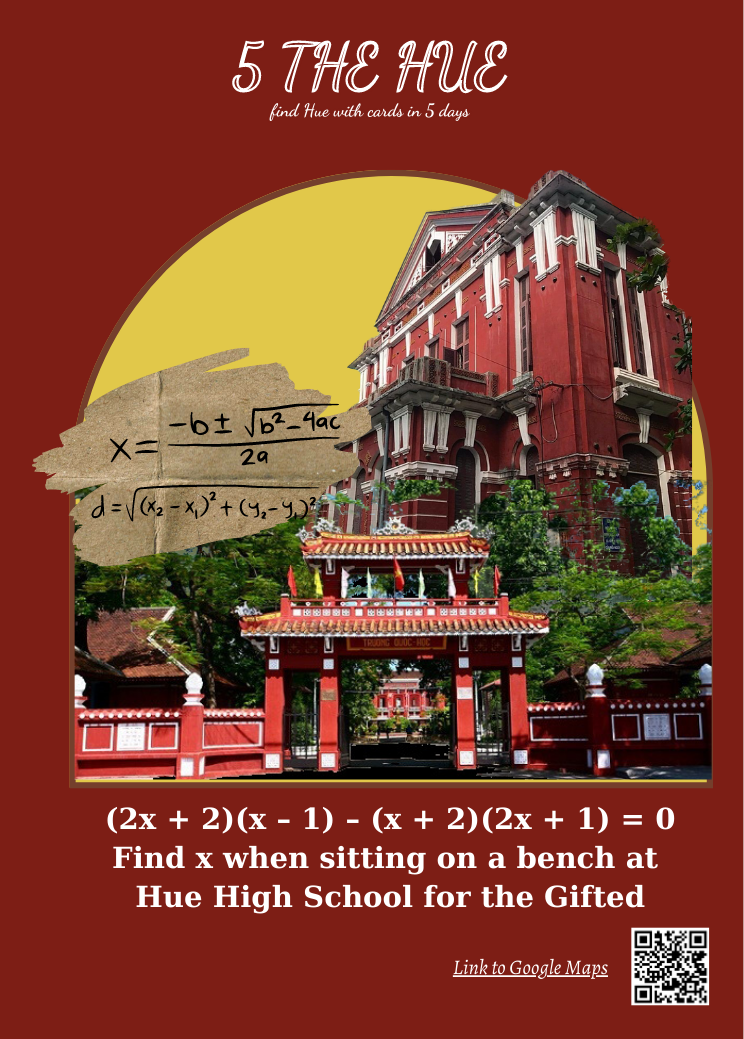 5 THE HUE
find Hue with cards in 5 days
x = (-b ± √(b² - 4ac)) / 2a
d = √((x₂ - x₁)² + (y₂ - y₁)²
TRƯỜNG QUỐC HỌC
(2x + 2)(x – 1) – (x + 2)(2x + 1) = 0
Find x when sitting on a bench at
Hue High School for the Gifted
Link to Google Maps